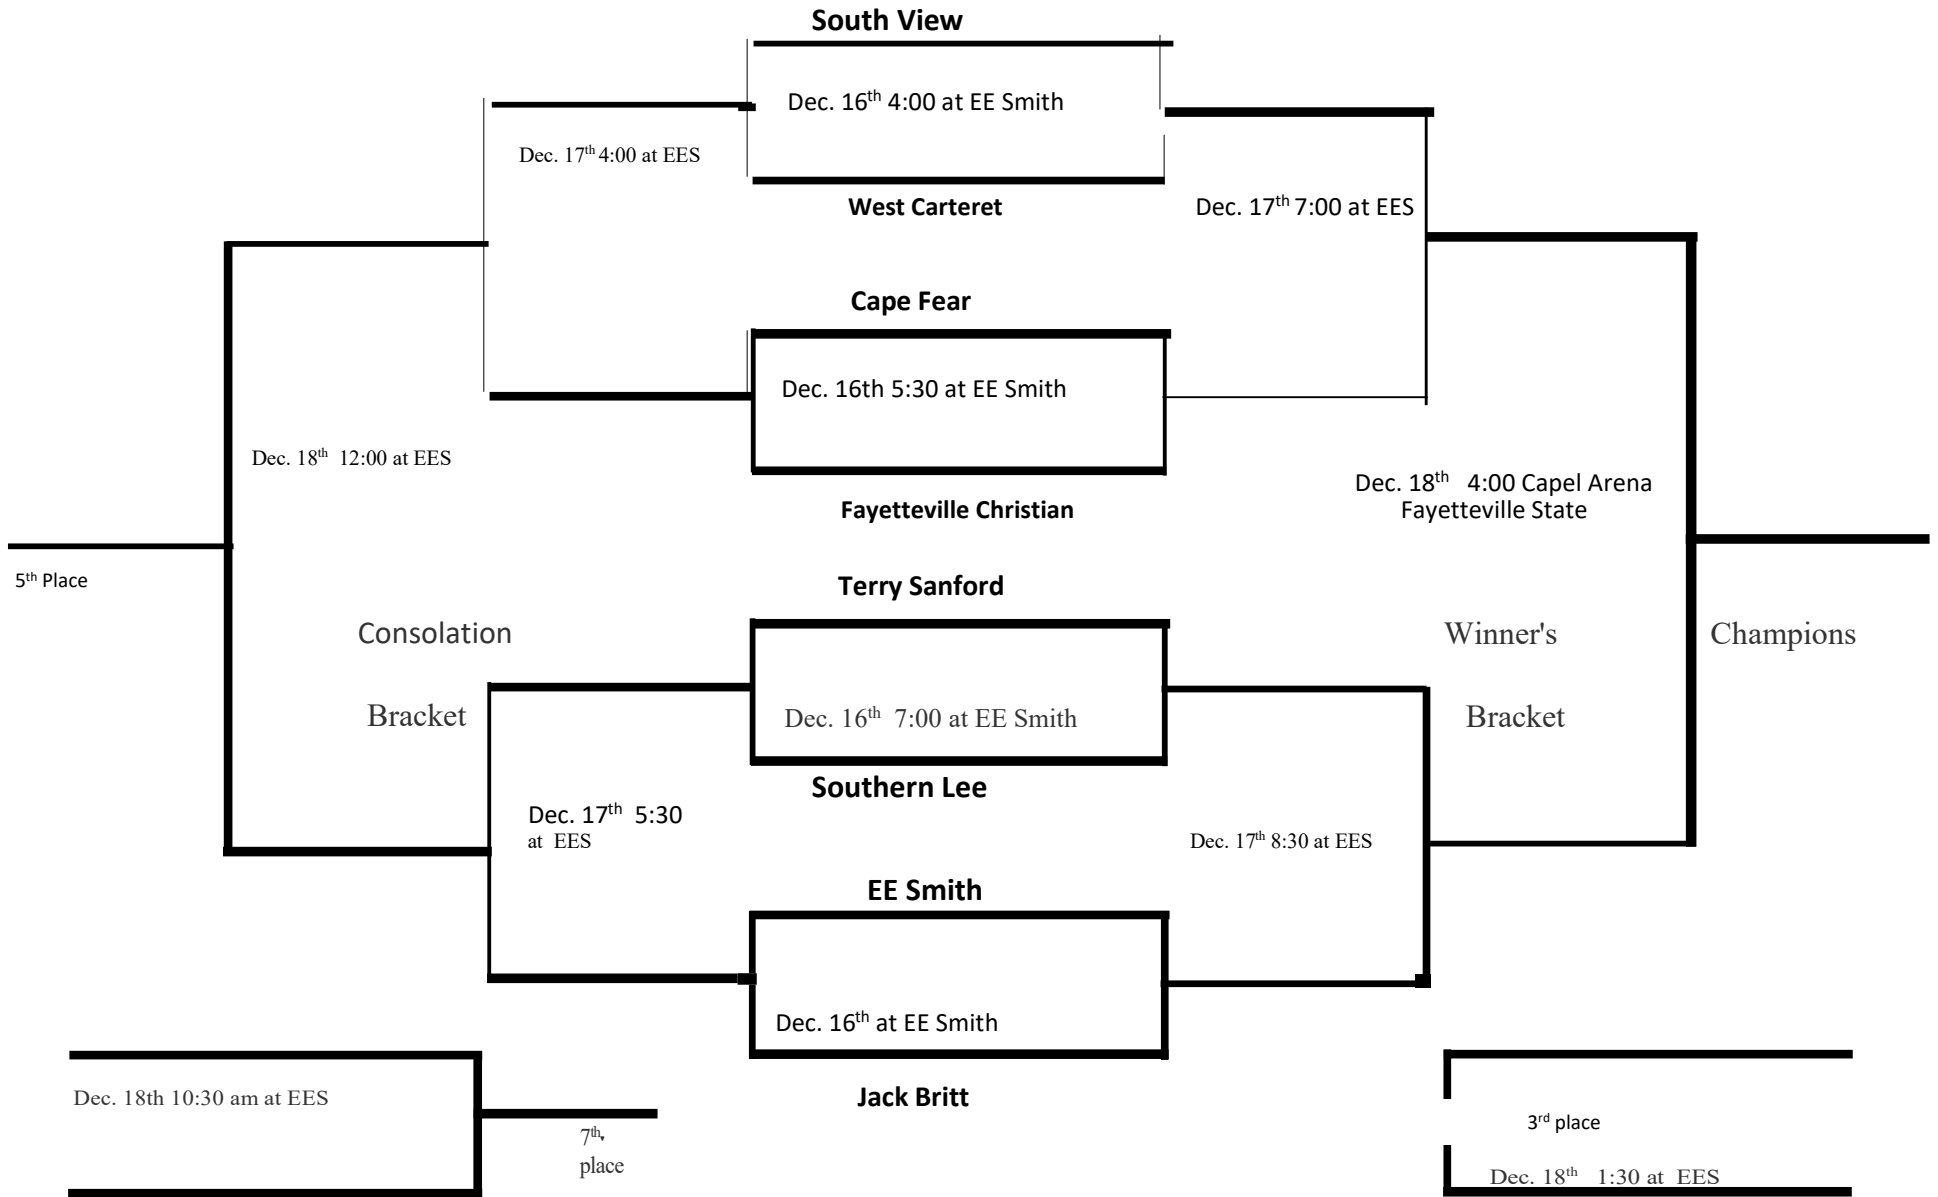 South View
Dec. 16th 4:00 at EE Smith
Dec. 17th 4:00 at EES
West Carteret
Dec. 17th 7:00 at EES
Cape Fear
Dec. 16th 5:30 at EE Smith
Dec. 18th 12:00 at EES
Dec. 18th 4:00 Capel Arena
Fayetteville State
Fayetteville Christian
5th Place
Terry Sanford
Consolation
Bracket
Winner's
Bracket
Champions
Dec. 16th 7:00 at EE Smith
Southern Lee
Dec. 17th 5:30
at EES
Dec. 17th 8:30 at EES
EE Smith
Dec. 16th at EE Smith
Jack Britt
Dec. 18th 10:30 am at EES
7th,
place
3rd place
Dec. 18th 1:30 at EES